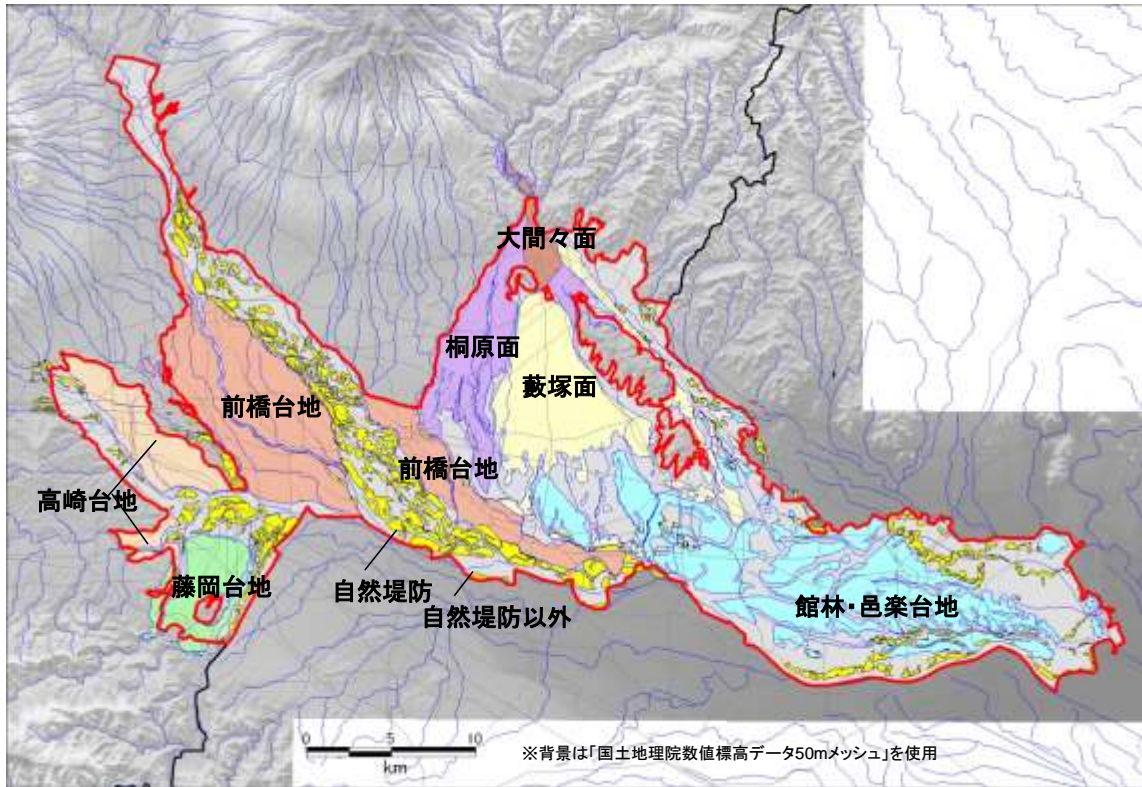 大間々面
桐原面
藪塚面
前橋台地
前橋台地
高崎台地
藤岡台地
自然堤防
自然堤防以外
館林・邑楽台地
0 5 10
km
※背景は「国土地理院数値標高データ50mメッシュ」を使用